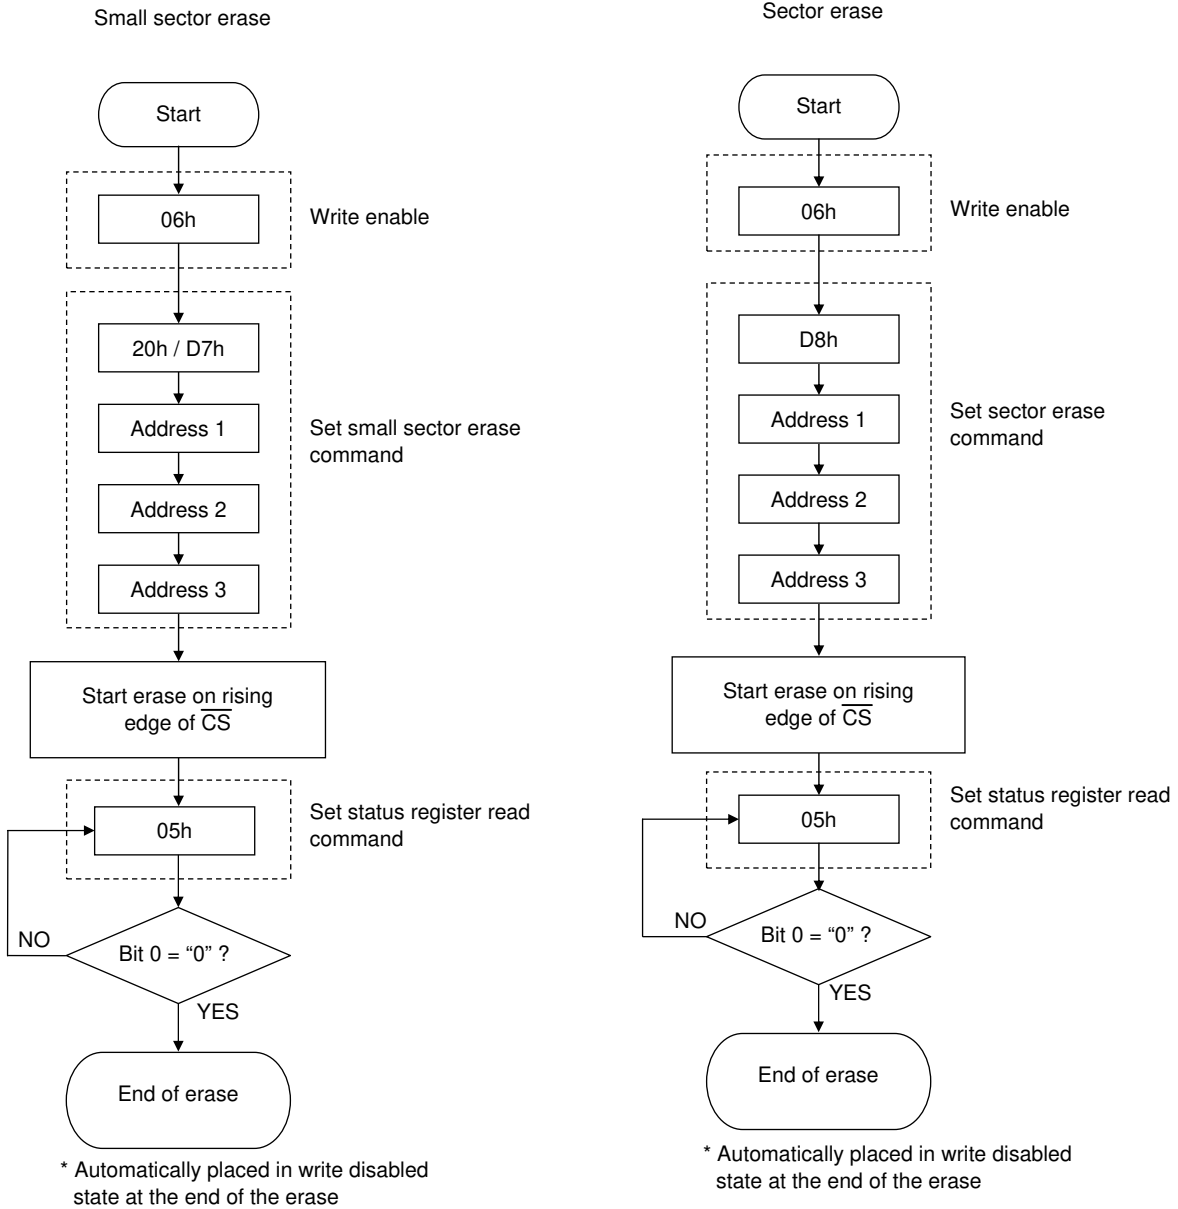 Small sector erase
Start
06h
Write enable
20h / D7h
Address 1
Address 2
Address 3
Set small sector erase
command
Start erase on rising
edge of C̅S̅
05h
Set status register read
command
NO
Bit 0 = “0” ?
YES
End of erase
* Automatically placed in write disabled
state at the end of the erase
Sector erase
Start
06h
Write enable
D8h
Address 1
Address 2
Address 3
Set sector erase
command
Start erase on rising
edge of C̅S̅
05h
Set status register read
command
NO
Bit 0 = “0” ?
YES
End of erase
* Automatically placed in write disabled
state at the end of the erase